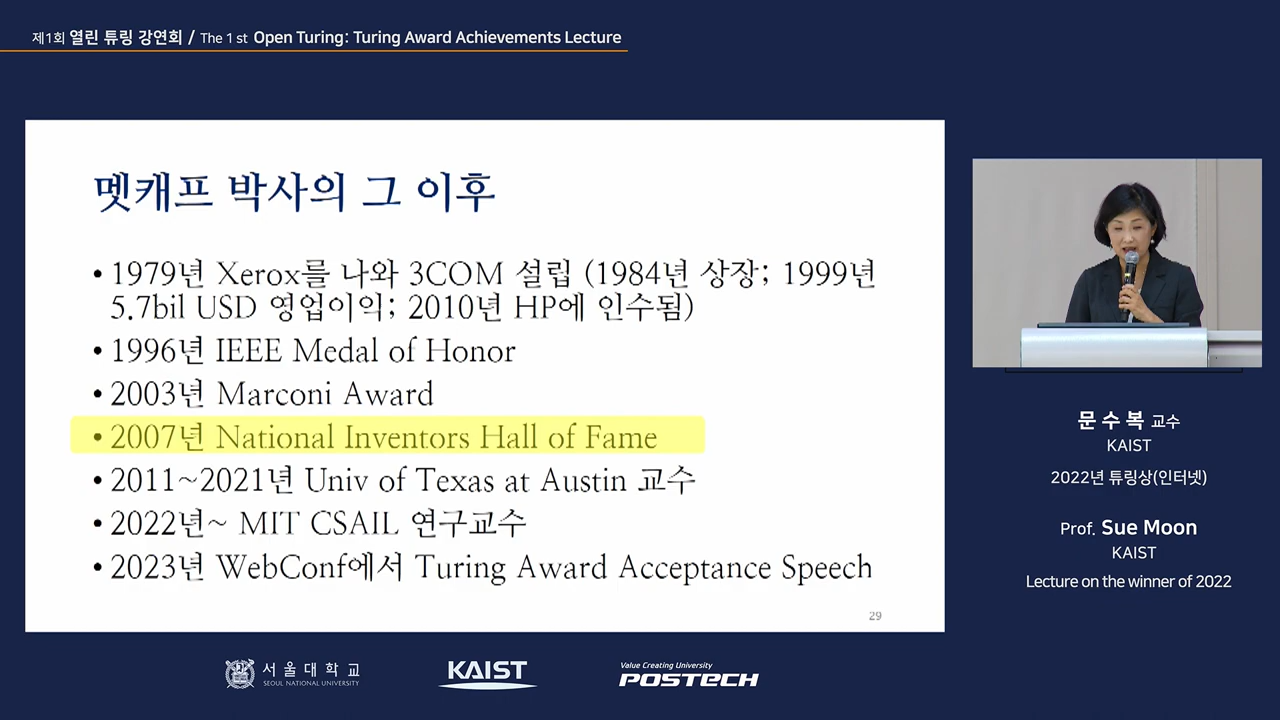 제1회 열린 튜링 강연회 / The 1 st Open Turing: Turing Award Achievements Lecture
멧캐프 박사의 그 이후
• 1979년 Xerox를 나와 3COM 설립 (1984년 상장; 1999년
5.7bil USD 영업이익; 2010년 HP에 인수됨)
• 1996년 IEEE Medal of Honor
• 2003년 Marconi Award
• 2007년 National Inventors Hall of Fame
• 2011~2021년 Univ of Texas at Austin 교수
• 2022년~ MIT CSAIL 연구교수
• 2023년 WebConf에서 Turing Award Acceptance Speech
29
문수복 교수
KAIST
2022년 튜링상(인터넷)
Prof. Sue Moon
KAIST
Lecture on the winner of 2022
서울대학교
SEOUL NATIONAL UNIVERSITY
KAIST
Value Creating University
POSTECH